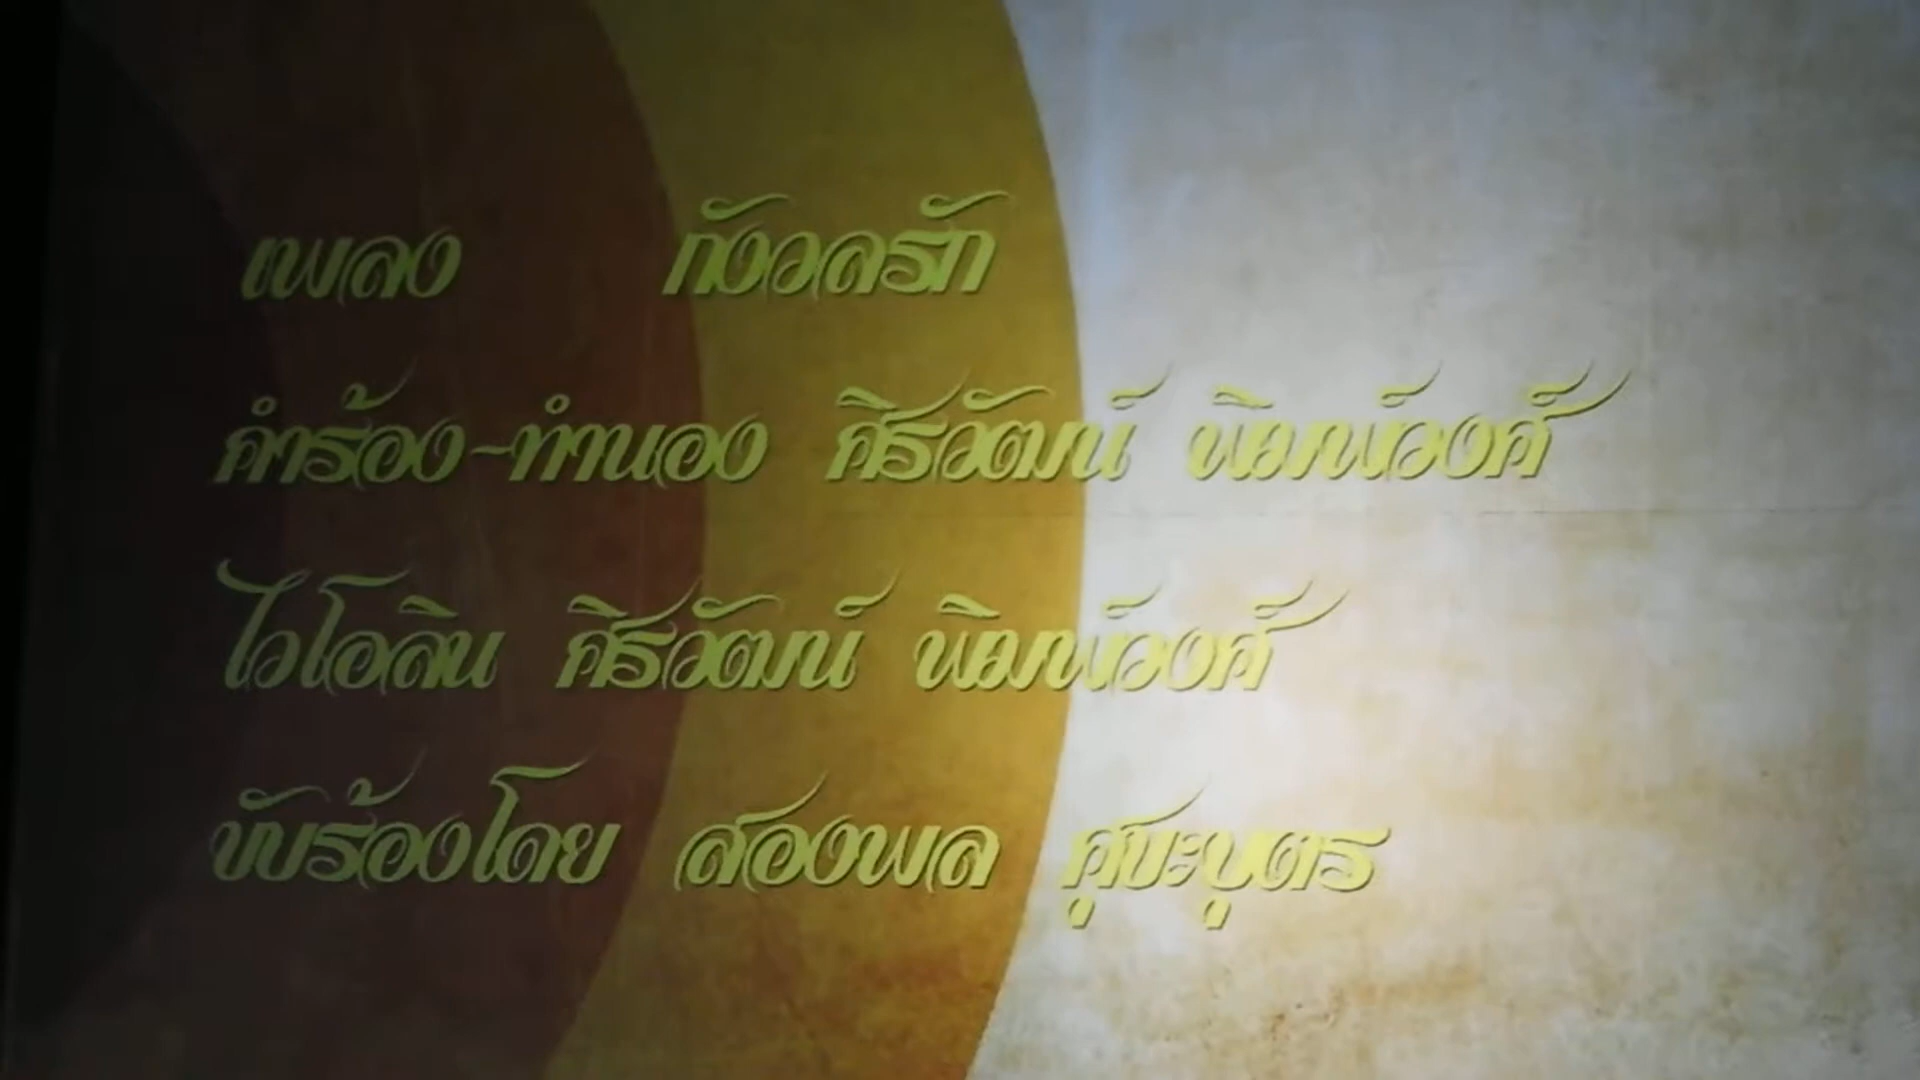 เพลง กังวลรัก
คำร้อง-ทำนอง ศิริวัฒน์ พิมพ์วงศ์
ไวโอลิน ศิริวัฒน์ พิมพ์วงศ์
ขับร้องโดย สองพล ศูขะบุตร